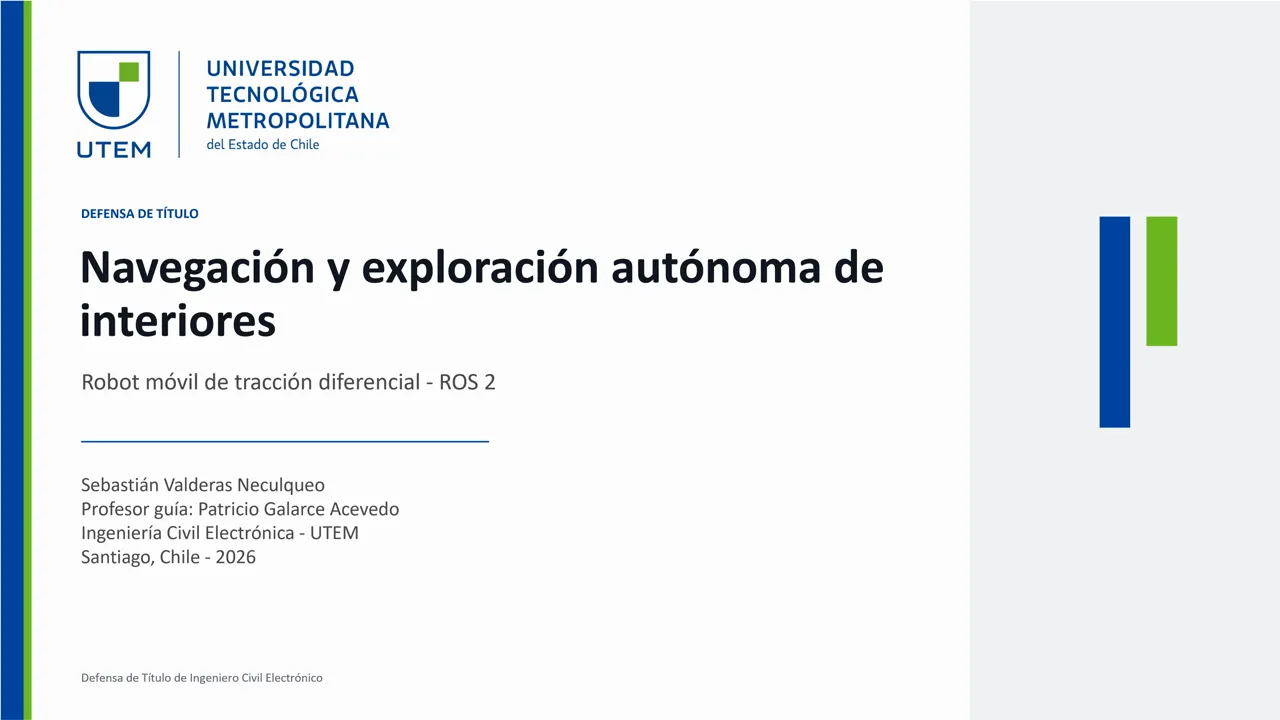 UTEM
UNIVERSIDAD
TECNOLÓGICA
METROPOLITANA
del Estado de Chile
DEFENSA DE TÍTULO
Navegación y exploración autónoma de
interiores
Robot móvil de tracción diferencial - ROS 2
Sebastián Valderas Neculqueo
Profesor guía: Patricio Galarce Acevedo
Ingeniería Civil Electrónica - UTEM
Santiago, Chile - 2026
Defensa de Título de Ingeniero Civil Electrónico